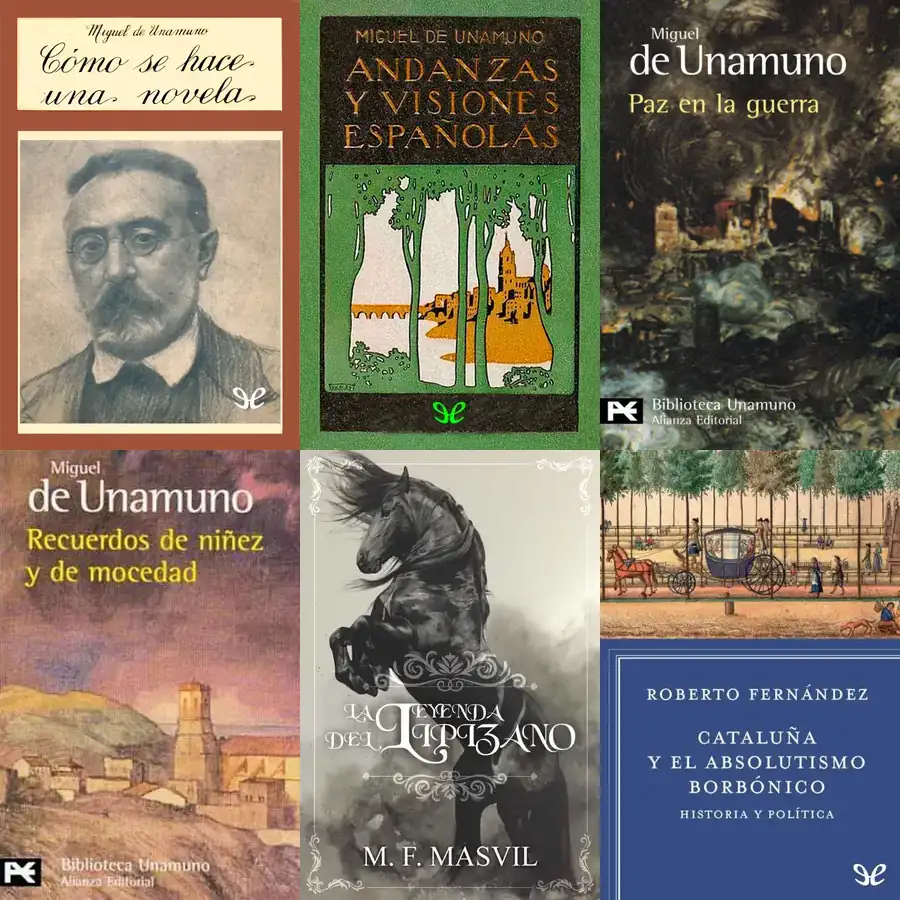 Miguel de Unamuno
Cómo se hace
una novela
MIGUEL DE UNAMUNO
ANDANZAS
Y VISIONES
ESPAÑOLAS
Miguel
de Unamuno
Paz en la guerra
Biblioteca Unamuno
Alianza Editorial
Miguel
de Unamuno
Recuerdos de niñez
y de mocedad
Biblioteca Unamuno
Alianza Editorial
LA LEYENDA
DEL LIPIZANO
M. F. MASVIL
ROBERTO FERNÁNDEZ
CATALUÑA
Y EL ABSOLUTISMO
BORBÓNICO
HISTORIA Y POLÍTICA